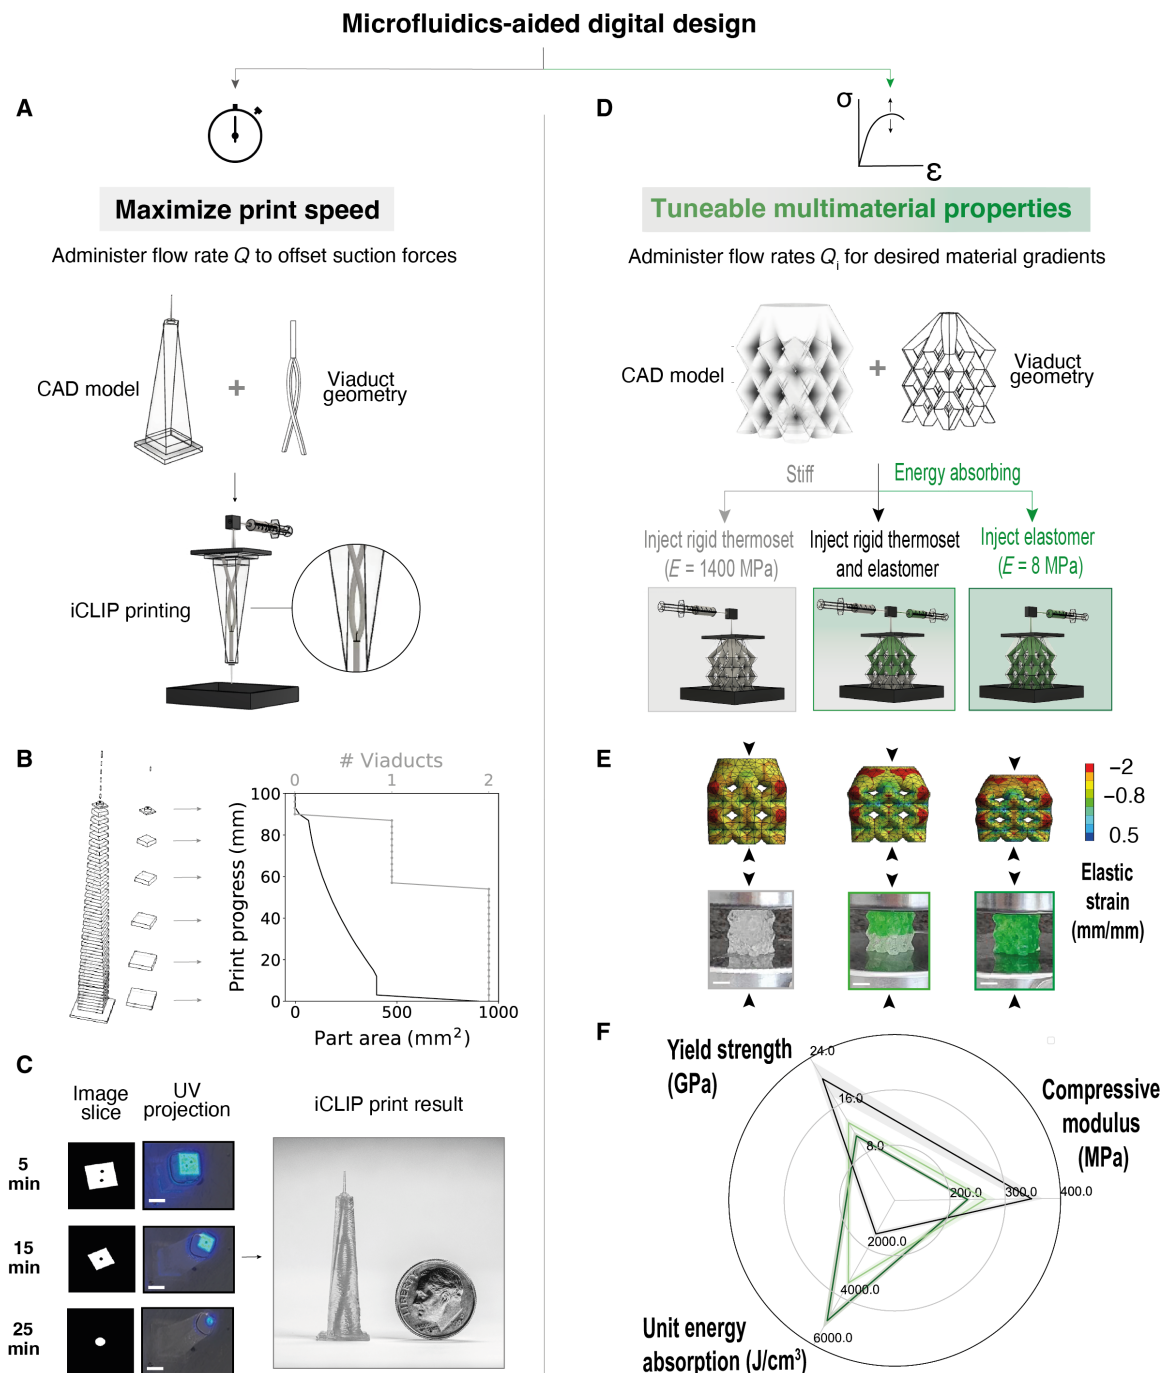 Microfluidics-aided digital design
A
Maximize print speed
Administer flow rate Q to offset suction forces
CAD model
+
Viaduct
geometry
iCLIP printing
B
# Viaducts
0 1 2
100
80
60
40
20
0
Print progress (mm)
500 1000
Part area (mm²)
C
Image
slice
UV
projection
iCLIP print result
5
min
15
min
25
min
LIBERTY
D
σ
ε
Tuneable multimaterial properties
Administer flow rates Qi for desired material gradients
CAD model
+
Viaduct
geometry
Stiff
Energy absorbing
Inject rigid thermoset
(E = 1400 MPa)
Inject rigid thermoset
and elastomer
Inject elastomer
(E = 8 MPa)
E
−2
−0.8
0.5
Elastic
strain
(mm/mm)
F
Yield strength
(GPa)
24.0
16.0
8.0
Compressive
modulus
(MPa)
200.0 300.0 400.0
2000.0
4000.0
6000.0
Unit energy
absorption (J/cm³)